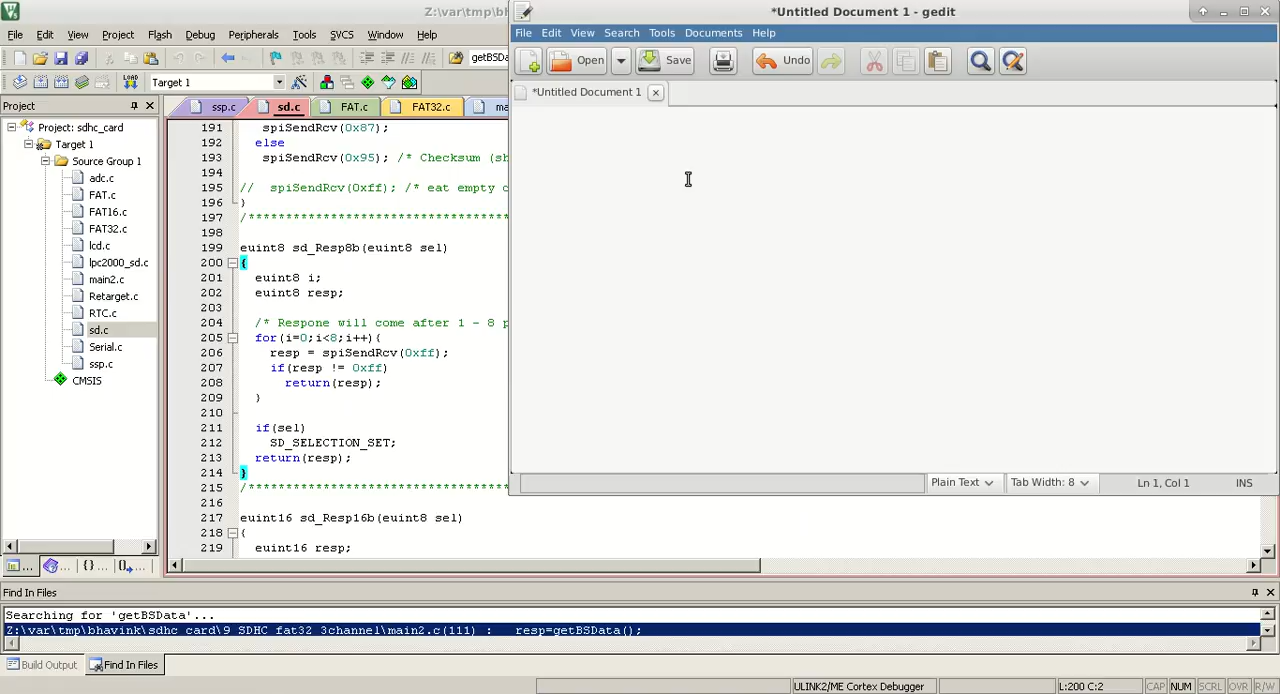 Z:\var\tmp\bh
*Untitled Document 1 - gedit
File Edit View Project Flash Debug Peripherals Tools SVCS Window Help
File Edit View Search Tools Documents Help
getBSDa
Open Save Undo
LOAD Target 1
*Untitled Document 1
Project
ssp.c sd.c FAT.c FAT32.c ma
Project: sdhc_card
Target 1
Source Group 1
adc.c
FAT.c
FAT16.c
FAT32.c
lcd.c
lpc2000_sd.c
main2.c
Retarget.c
RTC.c
sd.c
Serial.c
ssp.c
CMSIS
191 spiSendRcv(0x87);
192 else
193 spiSendRcv(0x95); /* Checksum (sh
194
195 // spiSendRcv(0xff); /* eat empty c
196 }
197 /************************************
198
199 euint8 sd_Resp8b(euint8 sel)
200 {
201 euint8 i;
202 euint8 resp;
203
204 /* Respone will come after 1 - 8 p
205 for(i=0;i<8;i++){
206 resp = spiSendRcv(0xff);
207 if(resp != 0xff)
208 return(resp);
209 }
210
211 if(sel)
212 SD_SELECTION_SET;
213 return(resp);
214 }
215 /************************************
216
217 euint16 sd_Resp16b(euint8 sel)
218 {
219 euint16 resp;
Plain Text Tab Width: 8 Ln 1, Col 1 INS
{} ... 0, ...
Find In Files
Searching for 'getBSData'...
Z:\var\tmp\bhavink\sdhc card\9 SDHC fat32 3channel\main2.c(111) : resp=getBSData();
Build Output Find In Files
ULINK2/ME Cortex Debugger L:200 C:2 CAP NUM SCRL OVR R/W